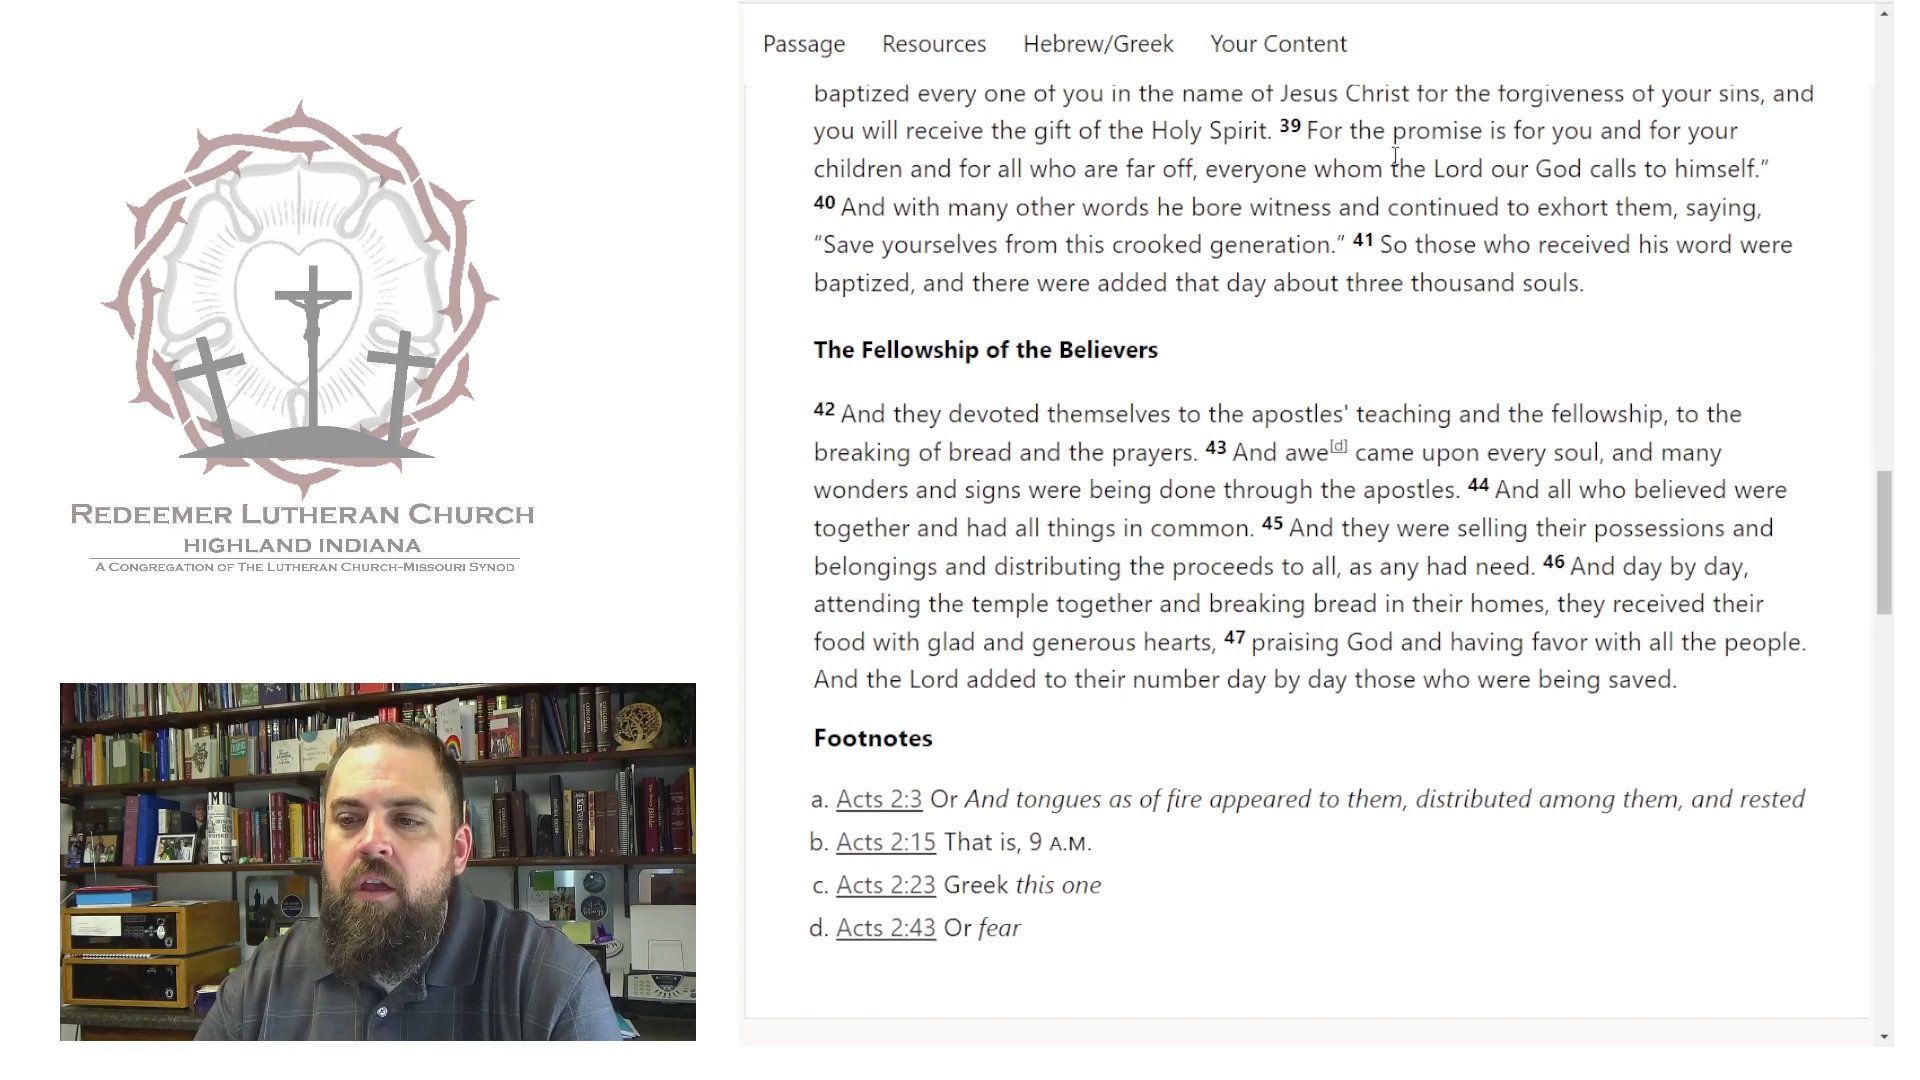 REDEEMER LUTHERAN CHURCH
HIGHLAND INDIANA
A CONGREGATION OF THE LUTHERAN CHURCH-MISSOURI SYNOD
Passage Resources Hebrew/Greek Your Content
baptized every one of you in the name of Jesus Christ for the forgiveness of your sins, and
you will receive the gift of the Holy Spirit. 39 For the promise is for you and for your
children and for all who are far off, everyone whom the Lord our God calls to himself.”
40 And with many other words he bore witness and continued to exhort them, saying,
“Save yourselves from this crooked generation.” 41 So those who received his word were
baptized, and there were added that day about three thousand souls.
The Fellowship of the Believers
42 And they devoted themselves to the apostles' teaching and the fellowship, to the
breaking of bread and the prayers. 43 And awe[d] came upon every soul, and many
wonders and signs were being done through the apostles. 44 And all who believed were
together and had all things in common. 45 And they were selling their possessions and
belongings and distributing the proceeds to all, as any had need. 46 And day by day,
attending the temple together and breaking bread in their homes, they received their
food with glad and generous hearts, 47 praising God and having favor with all the people.
And the Lord added to their number day by day those who were being saved.
Footnotes
a. Acts 2:3 Or And tongues as of fire appeared to them, distributed among them, and rested
b. Acts 2:15 That is, 9 A.M.
c. Acts 2:23 Greek this one
d. Acts 2:43 Or fear